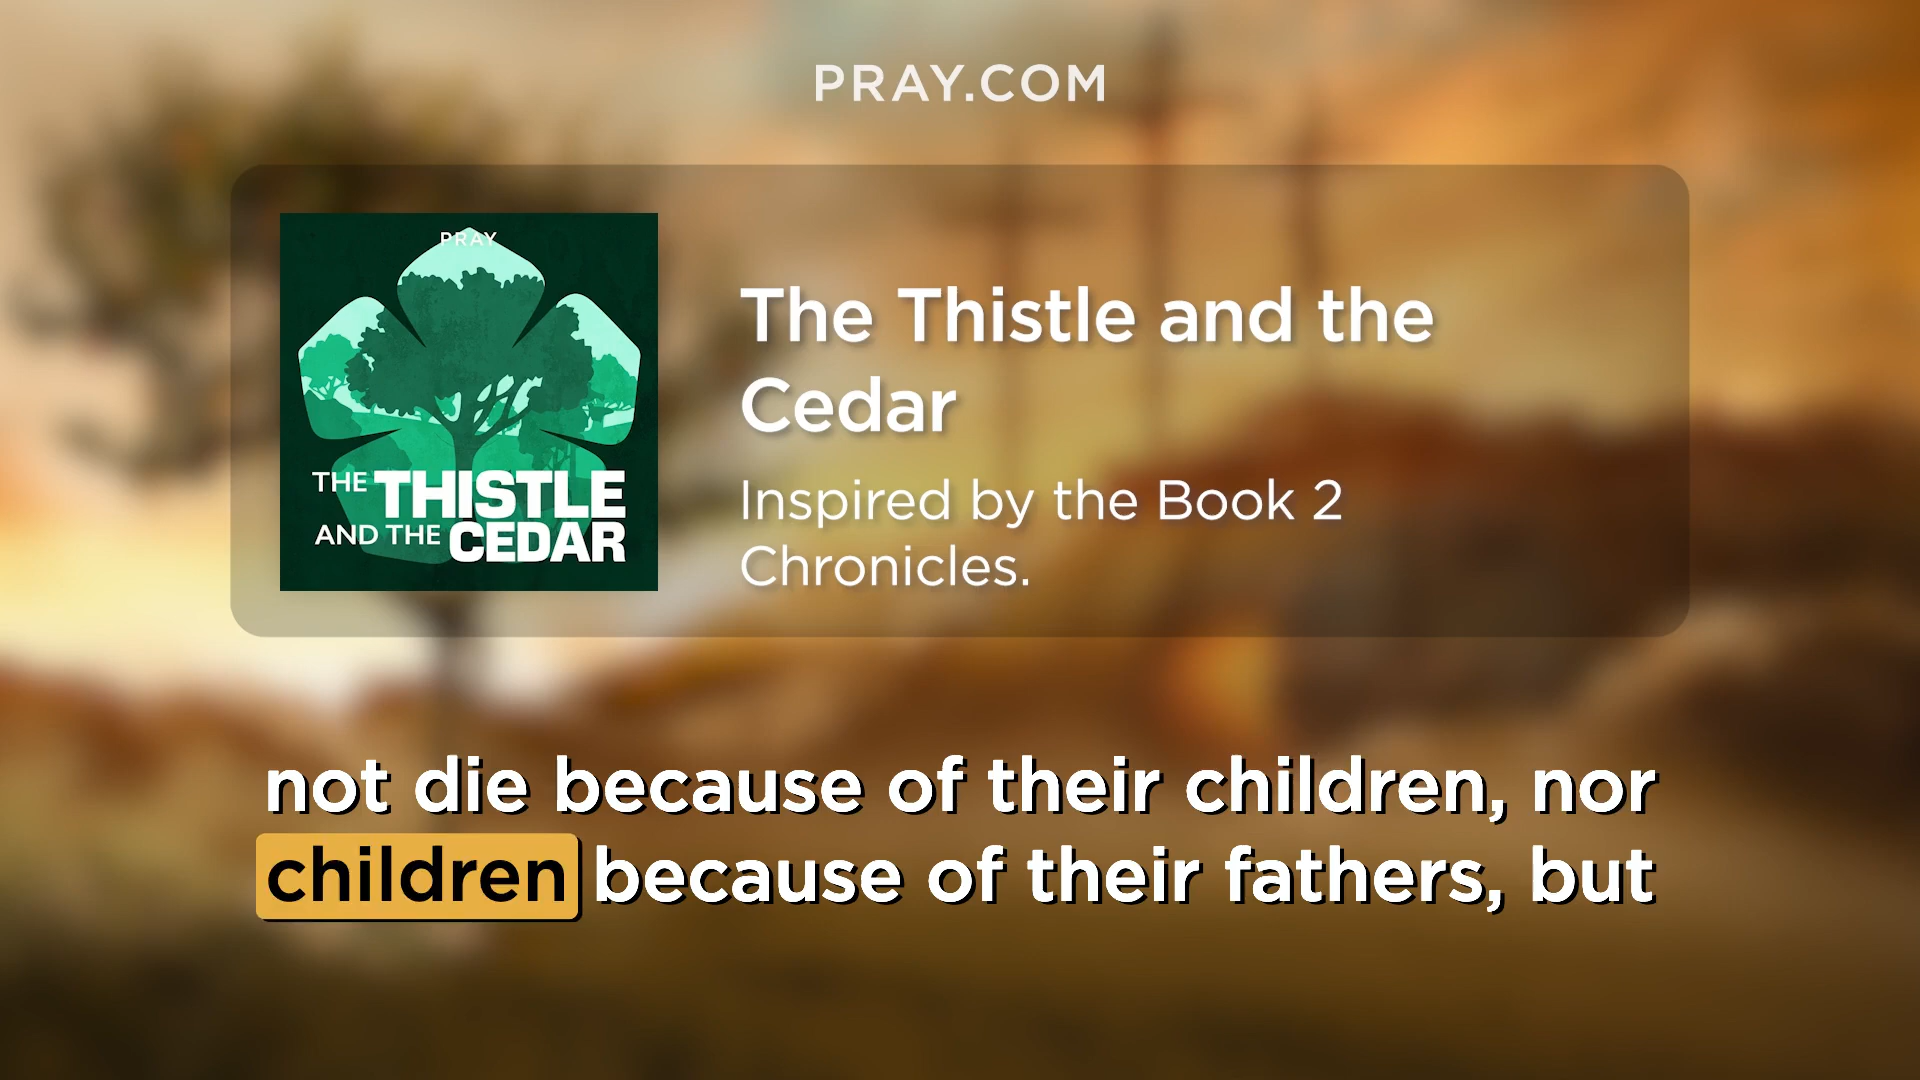 PRAY.COM
PRAY
THE THISTLE
AND THE CEDAR
The Thistle and the
Cedar
Inspired by the Book 2
Chronicles.
not die because of their children, nor
children because of their fathers, but